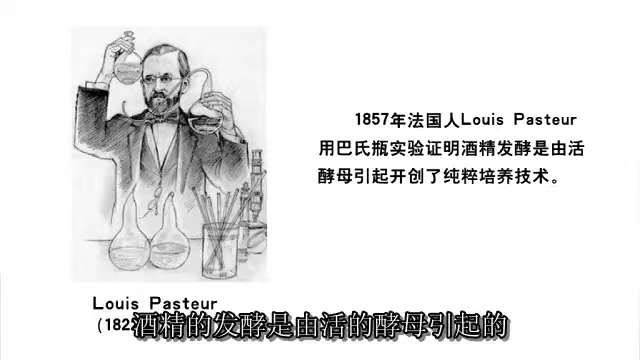 1857年法国人Louis Pasteur
用巴氏瓶实验证明酒精发酵是由活
酵母引起开创了纯粹培养技术。
Louis Pasteur
(182
酒精的发酵是由活的酵母引起的